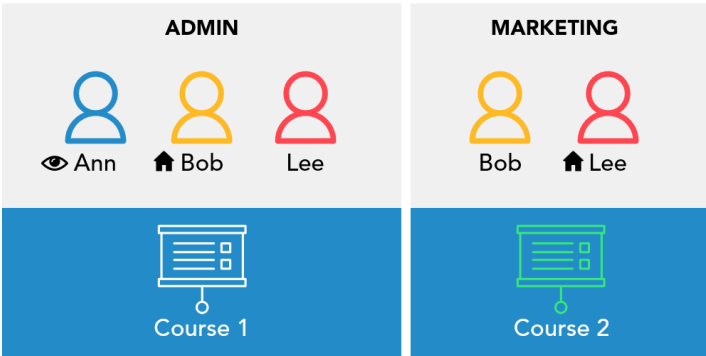 ADMIN
Ann
Bob
Lee
Course 1
MARKETING
Bob
Lee
Course 2